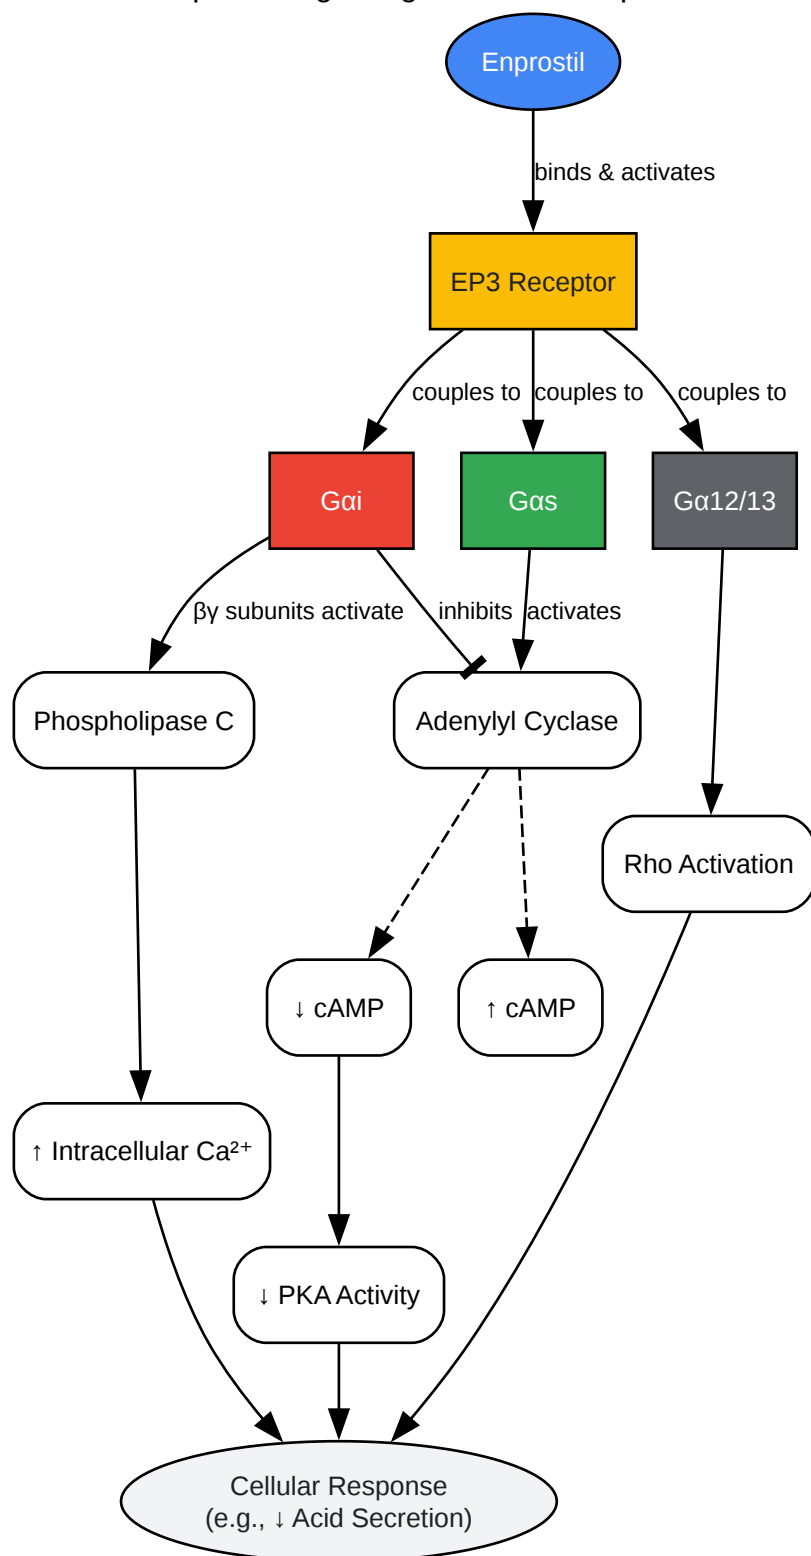 Enprostil
binds & activates
EP3 Receptor
couples to
couples to
couples to
Gαi
Gαs
Gα12/13
βγ subunits activate
inhibits
activates
Phospholipase C
Adenylyl Cyclase
Rho Activation
↓ cAMP
↑ cAMP
↑ Intracellular Ca²⁺
↓ PKA Activity
Cellular Response
(e.g., ↓ Acid Secretion)